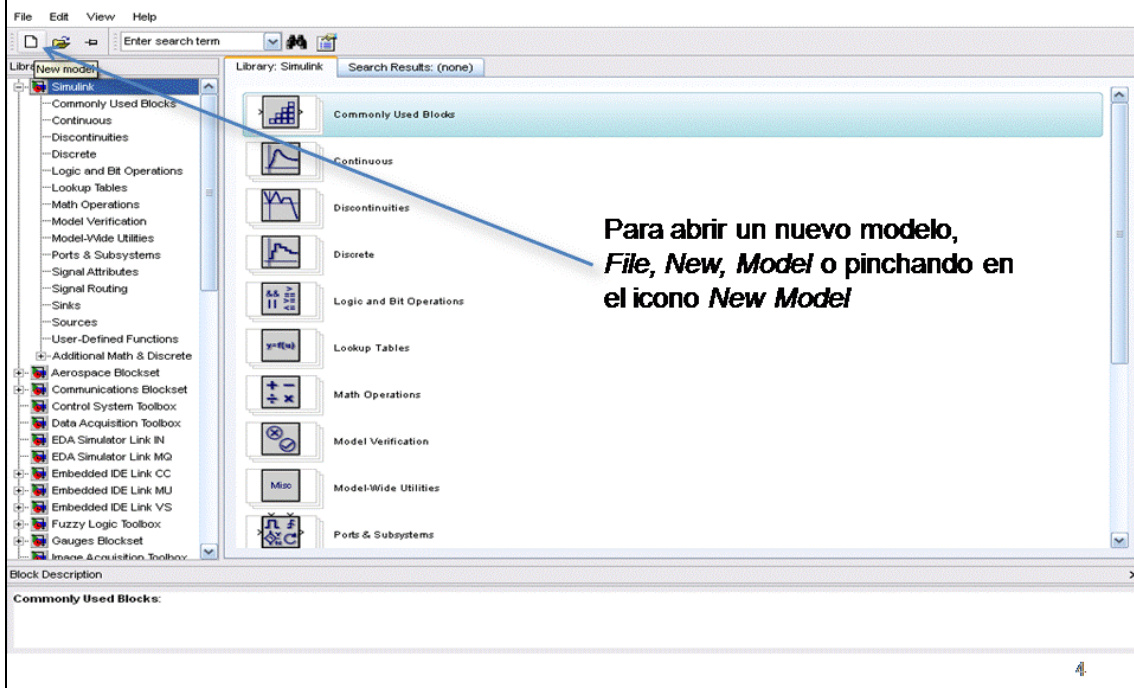 File Edit View Help
Enter search term
New model
Library: Simulink Search Results: (none)
Simulink
Commonly Used Blocks
Continuous
Discontinuities
Discrete
Logic and Bit Operations
Lookup Tables
Math Operations
Model Verification
Model-Wide Utilities
Ports & Subsystems
Signal Attributes
Signal Routing
Sinks
Sources
User-Defined Functions
Additional Math & Discrete
Aerospace Blockset
Communications Blockset
Control System Toolbox
Data Acquisition Toolbox
EDA Simulator Link IN
EDA Simulator Link MQ
Embedded IDE Link CC
Embedded IDE Link MU
Embedded IDE Link VS
Fuzzy Logic Toolbox
Gauges Blockset
Image Acquisition Toolbox
Commonly Used Blocks
Continuous
Discontinuities
Discrete
Logic and Bit Operations
y=f(u)
Lookup Tables
Math Operations
Model Verification
Misc
Model-Wide Utilities
Ports & Subsystems
Para abrir un nuevo modelo,
File, New, Model o pinchando en
el icono New Model
Block Description
Commonly Used Blocks:
4